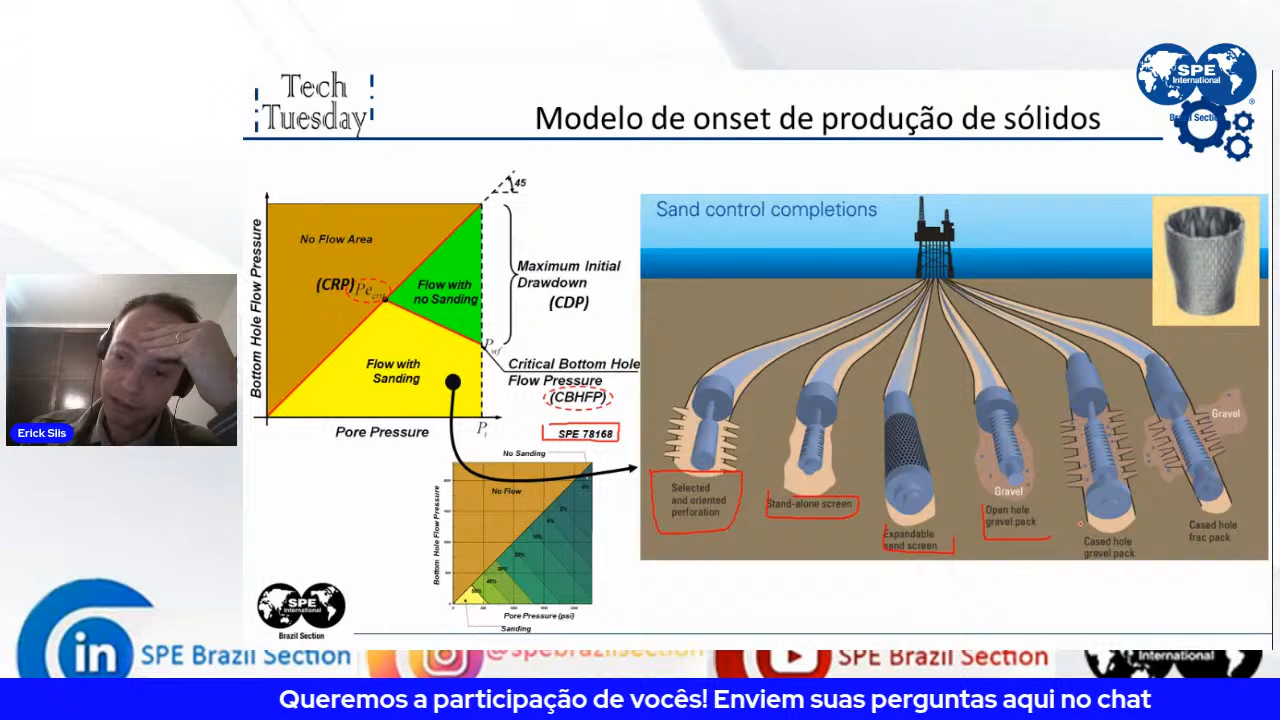 Tech
Tuesday
Modelo de onset de produção de sólidos
SPE
International
Brazil Section
45
Bottom Hole Flow Pressure
No Flow Area
(CRP)
Flow with
no Sanding
Maximum Initial
Drawdown
(CDP)
Flow with
Sanding
Critical Bottom Hole
Flow Pressure
(CBHFP)
Pore Pressure
SPE 78168
No Sanding
No Flow
Bottom Hole Flow Pressure
Pore Pressure (psi)
Sanding
Sand control completions
Selected
and oriented
perforation
Stand-alone screen
Expandable
sand screen
Gravel
Open hole
gravel pack
Cased hole
gravel pack
Gravel
Cased hole
frac pack
Erick Slis
SPE
International
Brazil Section
in SPE Brazil Section
@spebrazilsection
SPE Brazil Section
International
Queremos a participação de vocês! Enviem suas perguntas aqui no chat